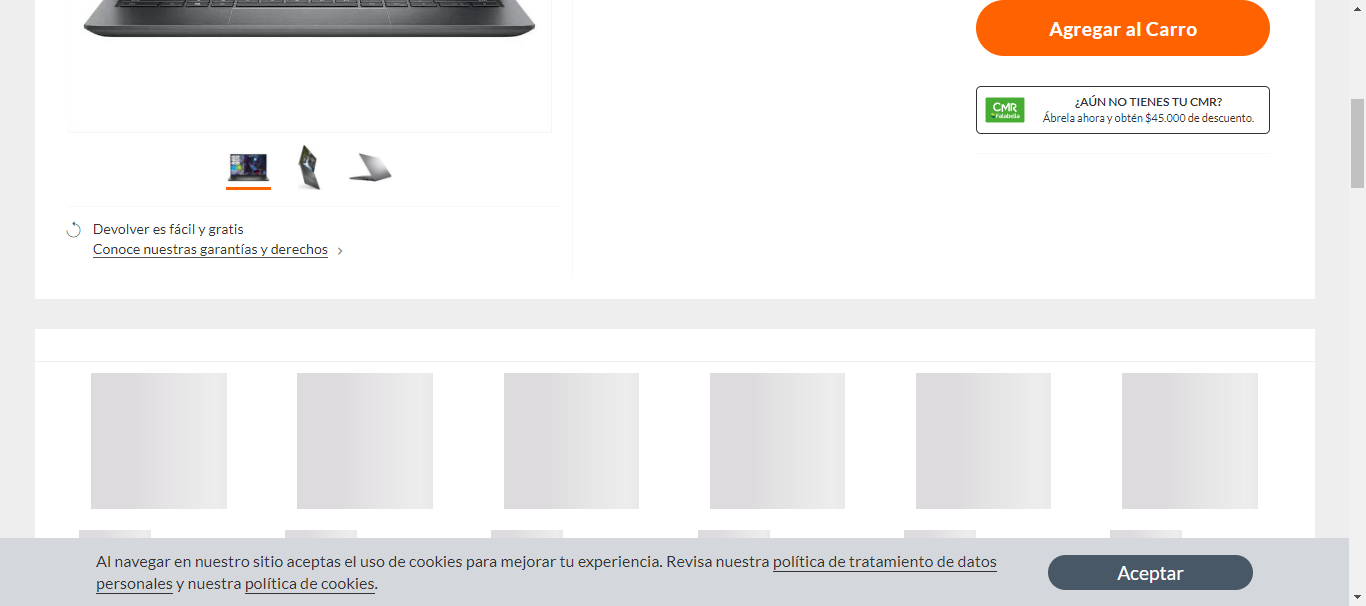 Agregar al Carro
CMR
Falabella
¿AÚN NO TIENES TU CMR?
Ábrela ahora y obtén $45.000 de descuento.
Devolver es fácil y gratis
Conoce nuestras garantías y derechos
Al navegar en nuestro sitio aceptas el uso de cookies para mejorar tu experiencia. Revisa nuestra política de tratamiento de datos
personales y nuestra política de cookies.
Aceptar